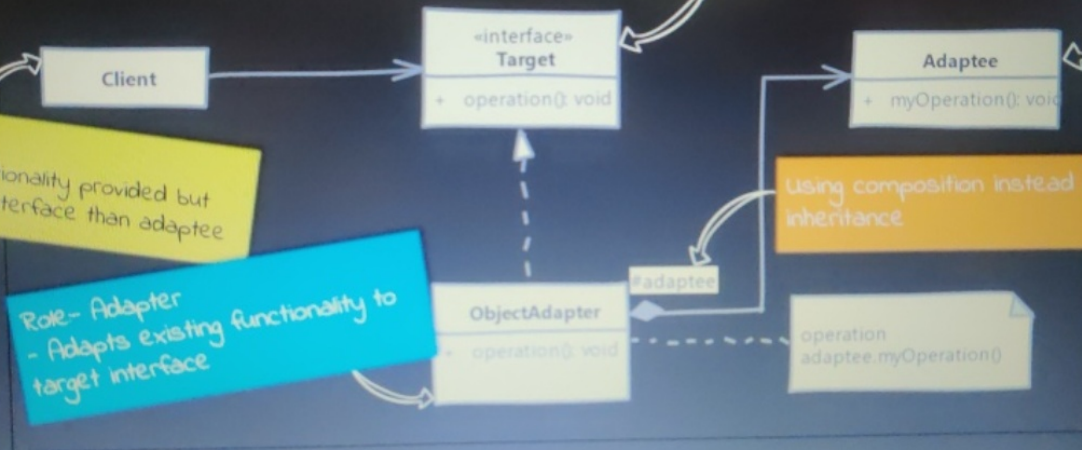 Client
«interface»
Target
+ operation(): void
Adaptee
+ myOperation(): void
ionality provided but
terface than adaptee
Using composition instead
inheritance
Role- Adapter
- Adapts existing functionality to
target interface
#adaptee
ObjectAdapter
+ operation(): void
operation
adaptee.myOperation()